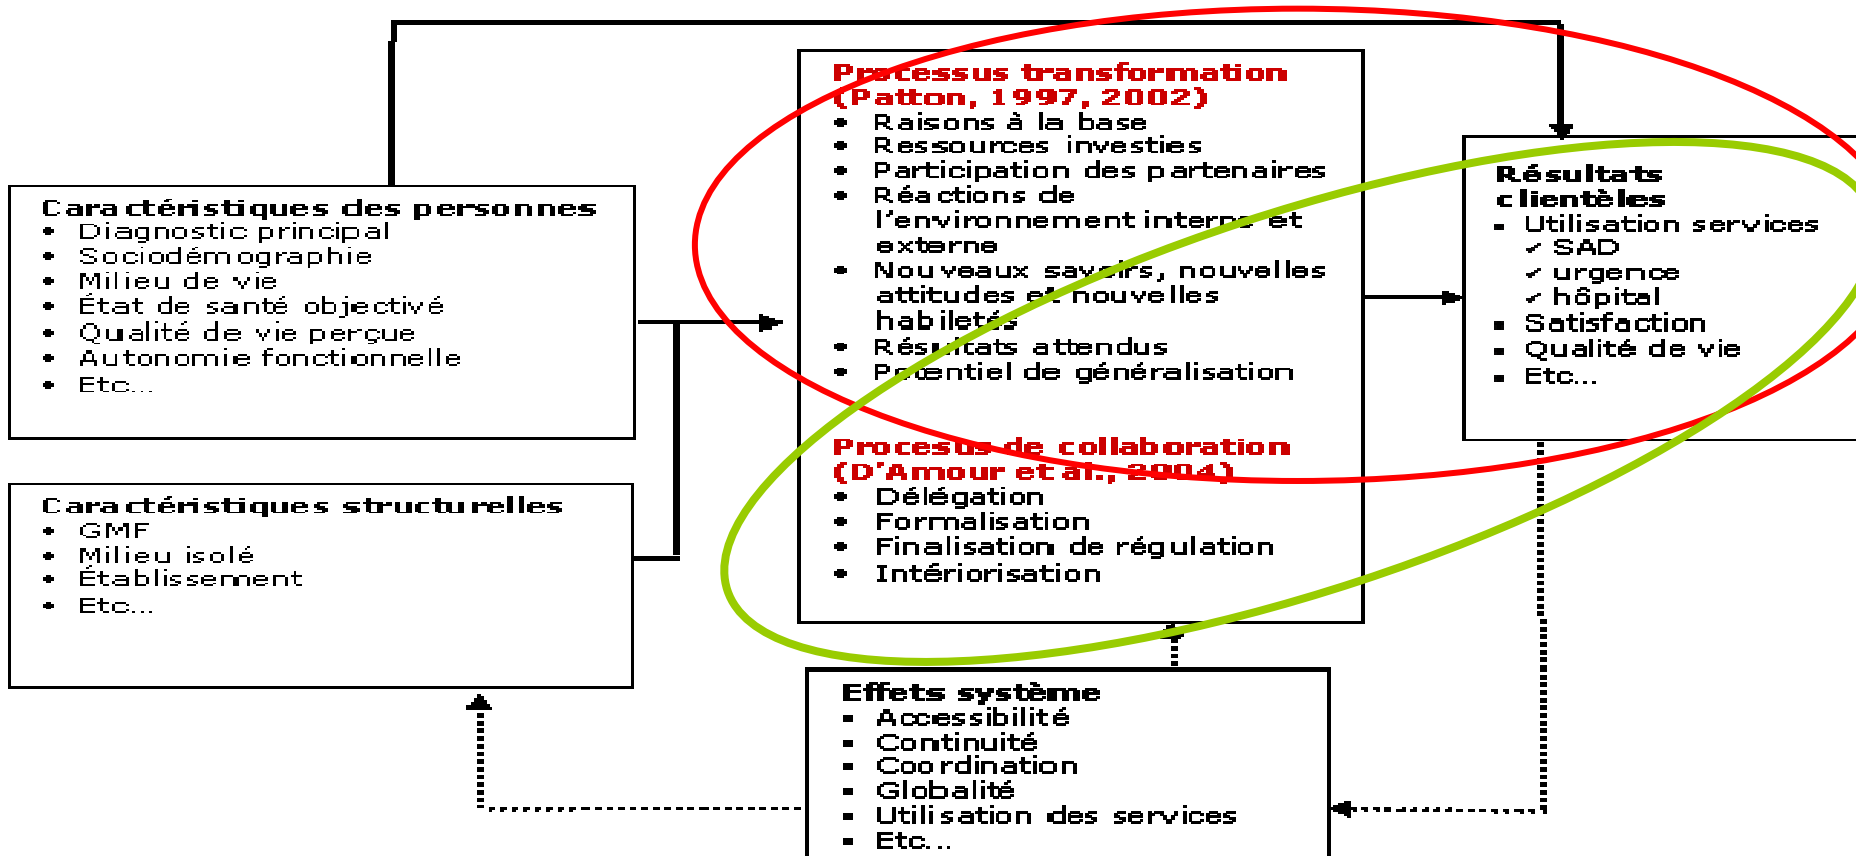 Caractéristiques des personnes
• Diagnostic principal
• Sociodémographie
• Milieu de vie
• État de santé objectivé
• Qualité de vie perçue
• Autonomie fonctionnelle
• Etc...
Caractéristiques structurelles
• GMF
• Milieu isolé
• Établissement
• Etc...
Processus transformation
(Patton, 1997, 2002)
• Raisons à la base
• Ressources investies
• Participation des partenaires
• Réactions de
l'environnement interne et
externe
• Nouveaux savoirs, nouvelles
attitudes et nouvelles
habiletés
• Résultats attendus
• Potentiel de généralisation
Procesus de collaboration
(D'Amour et al., 2004)
• Délégation
• Formalisation
• Finalisation de régulation
• Intériorisation
Résultats
clientèles
▪ Utilisation services
✓ SAD
✓ urgence
✓ hôpital
▪ Satisfaction
▪ Qualité de vie
▪ Etc...
Effets système
▪ Accessibilité
▪ Continuité
▪ Coordination
▪ Globalité
▪ Utilisation des services
▪ Etc...